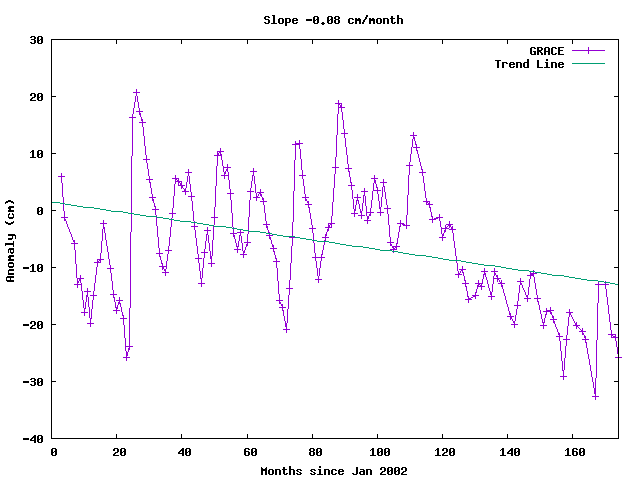 Slope -0.08 cm/month
GRACE
Trend Line
30
20
10
0
-10
-20
-30
-40
Anomaly (cm)
0 20 40 60 80 100 120 140 160
Months since Jan 2002